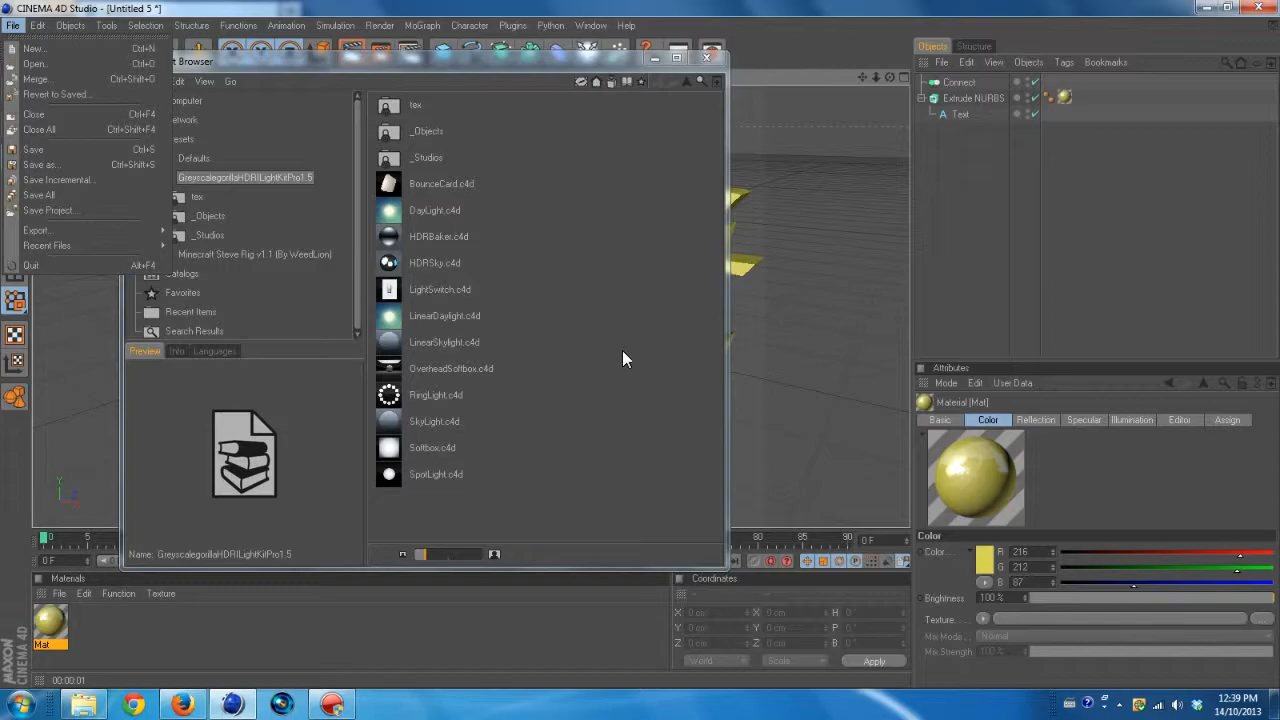 CINEMA 4D Studio - [Untitled 5 *]
File Edit Objects Tools Selection Structure Functions Animation Simulate Render MoGraph Character Plugins Python Window Help
New... Ctrl+N
Open.. Ctrl+O
Merge.. Ctrl+Shift+O
Revert to Saved...
Close Ctrl+F4
Close All Ctrl+Shift+F4
Save Ctrl+S
Save as.. Ctrl+Shift+S
Save Incremental..
Save All
Save Project..
Export..
Recent Files
Quit Alt+F4
t Browser
dit View Go
omputer
etwork
esets
Defaults
GreyscalegorillaHDRILightKitPro1.5
tex
_Objects
_Studios
Minecraft Steve Rig v1.1 (By WeedLion)
Catalogs
Favorites
Recent Items
Search Results
Preview Info Languages
Name: GreyscalegorillaHDRILightKitPro1.5
tex
_Objects
_Studios
BounceCard.c4d
DayLight.c4d
HDRBaker.c4d
HDRSky.c4d
LightSwitch.c4d
LinearDaylight.c4d
LinearSkylight.c4d
OverheadSoftbox.c4d
RingLight.c4d
SkyLight.c4d
Softbox.c4d
SpotLight.c4d
Objects Structure
File Edit View Objects Tags Bookmarks
Connect
Extrude NURBS
Text
Attributes
Mode Edit User Data
Material [Mat]
Basic Color Reflection Specular Illumination Editor Assign
Color
Color... R 216
G 212
B 87
Brightness 100 %
Texture.....
Mix Mode... Normal
Mix Strength 100 %
Y
X
0 5 80 85 90 0 F
0 F
Materials
File Edit Function Texture
Mat
Coordinates
X 0 cm X 0 cm H 0 °
Y 0 cm Y 0 cm P 0 °
Z 0 cm Z 0 cm B 0 °
World Scale.. Apply
MAXON
CINEMA 4D
00:00:01
12:39 PM
14/10/2013